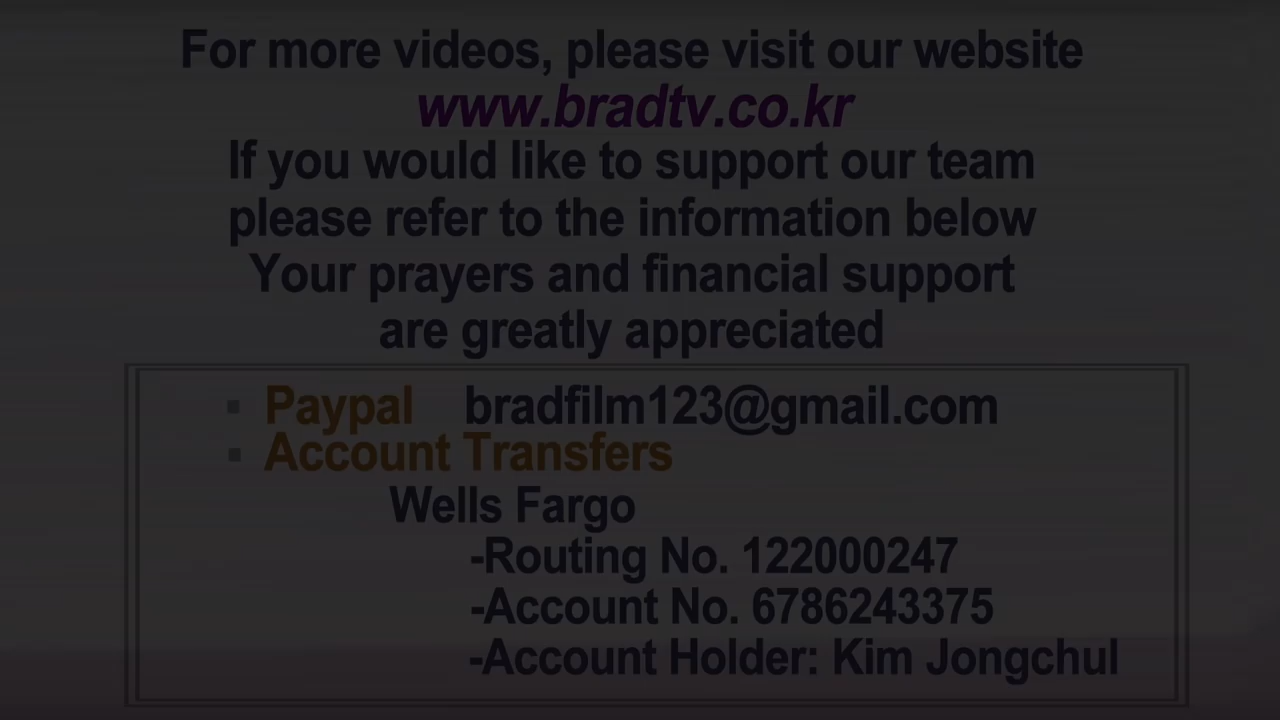 For more videos, please visit our website
www.bradtv.co.kr
If you would like to support our team
please refer to the information below
Your prayers and financial support
are greatly appreciated
▪ Paypal bradfilm123@gmail.com
▪ Account Transfers
Wells Fargo
-Routing No. 122000247
-Account No. 6786243375
-Account Holder: Kim Jongchul